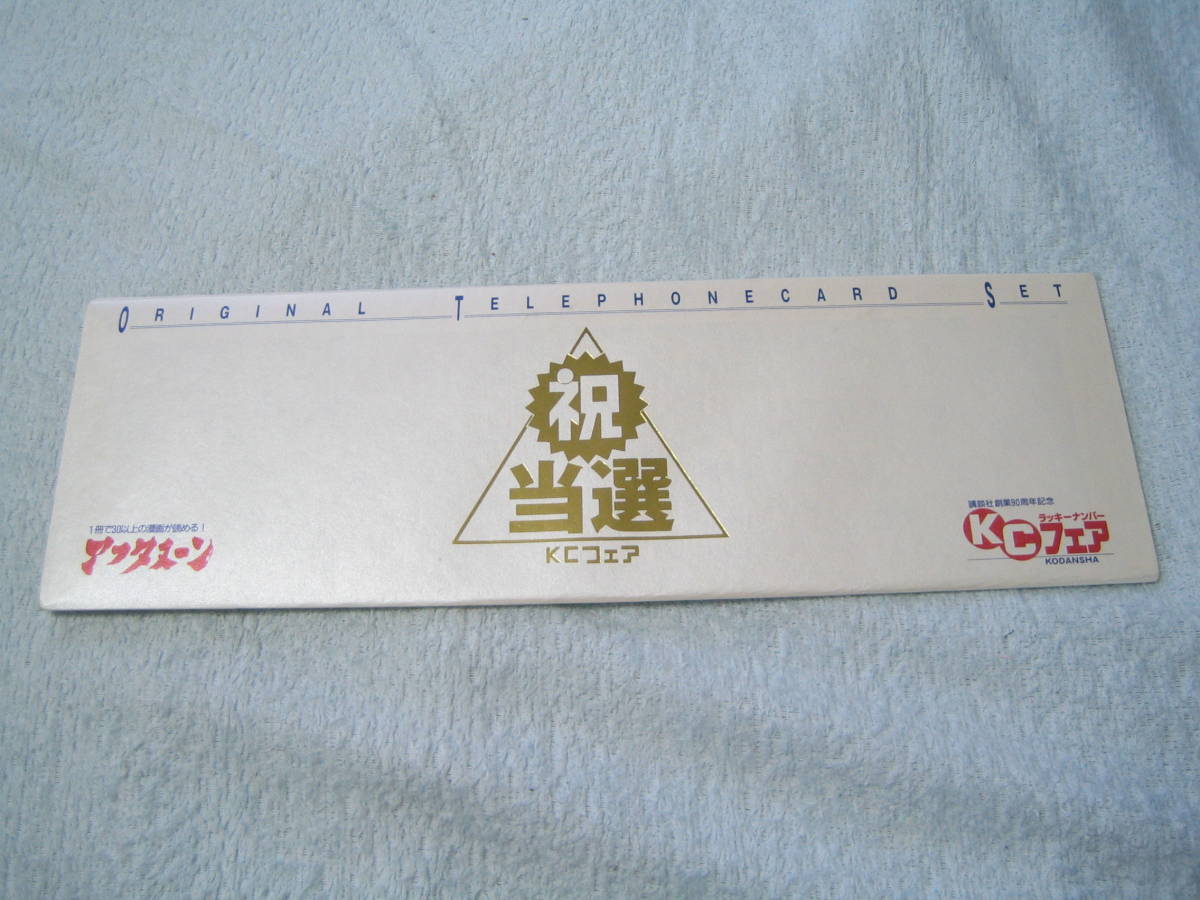 ORIGINAL TELEPHONECARD SET
祝
当選
KCフェア
1冊で30以上の漫画が読める!
アフタヌーン
講談社創業90周年記念
ラッキーナンバー
KCフェア
KODANSHA